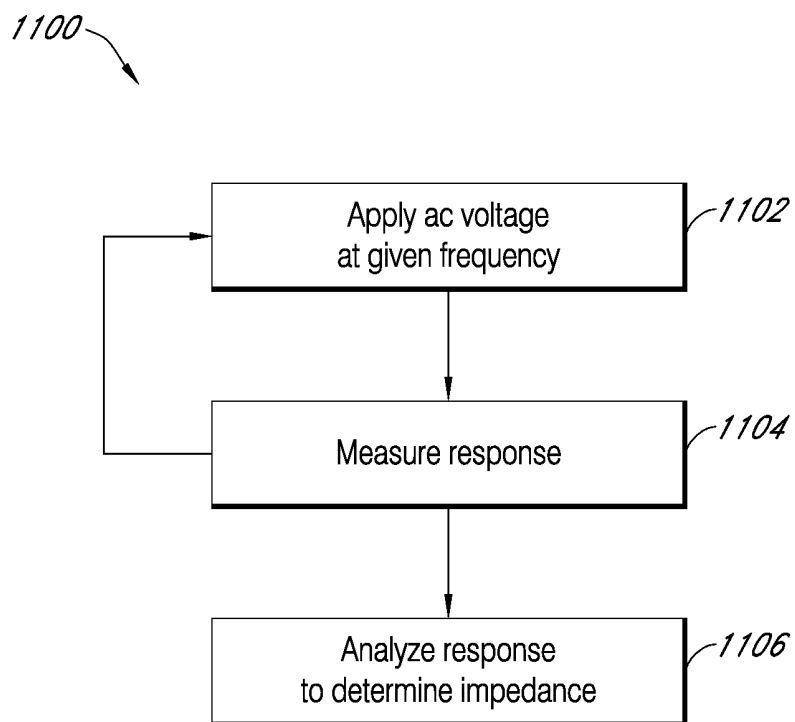 1100
Apply ac voltage
at given frequency
1102
Measure response
1104
Analyze response
to determine impedance
1106